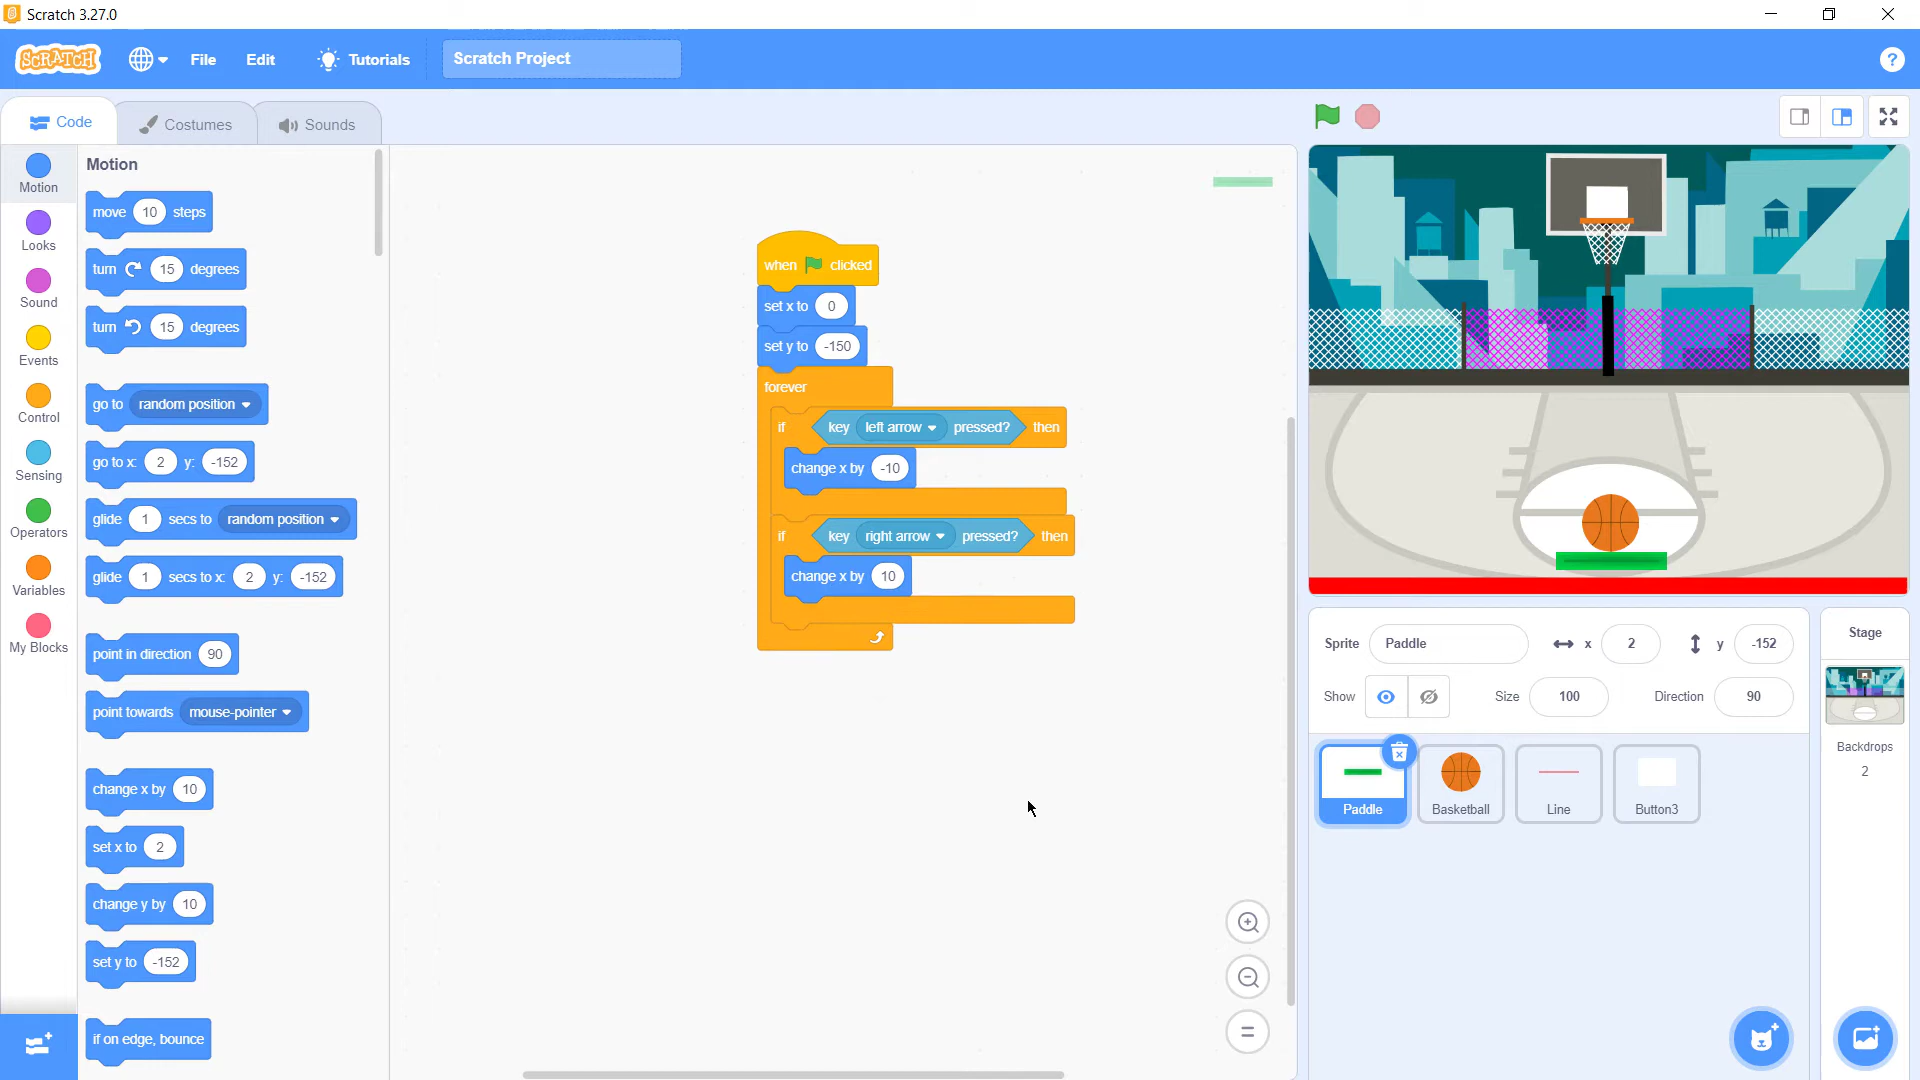 Scratch 3.27.0
SCRATCH
File
Edit
Tutorials
Scratch Project
?
Code
Costumes
Sounds
Motion
Looks
Sound
Events
Control
Sensing
Operators
Variables
My Blocks
Motion
move 10 steps
turn 15 degrees
turn 15 degrees
go to random position
go to x: 2 y: -152
glide 1 secs to random position
glide 1 secs to x: 2 y: -152
point in direction 90
point towards mouse-pointer
change x by 10
set x to 2
change y by 10
set y to -152
if on edge, bounce
when clicked
set x to 0
set y to -150
forever
if key left arrow pressed? then
change x by -10
if key right arrow pressed? then
change x by 10
Sprite Paddle x 2 y -152
Show Size 100 Direction 90
Paddle
Basketball
Line
Button3
Stage
Backdrops
2